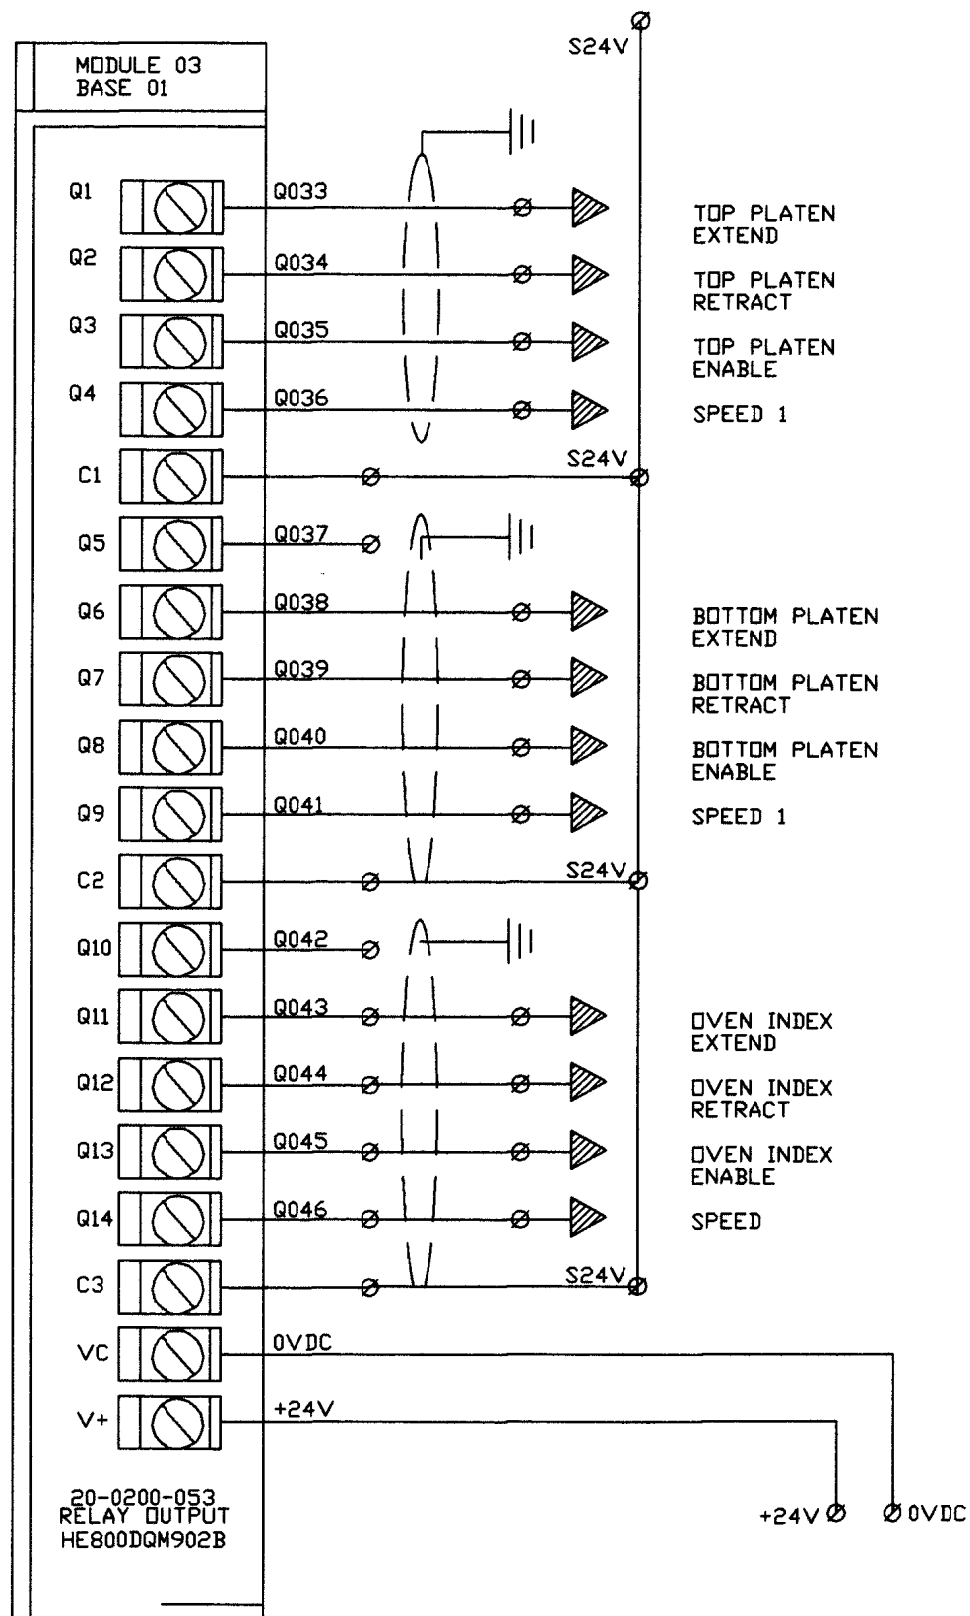 S24V
MODULE 03
BASE 01
Q1
Q033
TOP PLATEN
EXTEND
Q2
Q034
TOP PLATEN
RETRACT
Q3
Q035
TOP PLATEN
ENABLE
Q4
Q036
SPEED 1
C1
S24V
Q5
Q037
Q6
Q038
BOTTOM PLATEN
EXTEND
Q7
Q039
BOTTOM PLATEN
RETRACT
Q8
Q040
BOTTOM PLATEN
ENABLE
Q9
Q041
SPEED 1
C2
S24V
Q10
Q042
Q11
Q043
OVEN INDEX
EXTEND
Q12
Q044
OVEN INDEX
RETRACT
Q13
Q045
OVEN INDEX
ENABLE
Q14
Q046
SPEED
C3
S24V
VC
0VDC
V+
+24V
20-0200-053
RELAY OUTPUT
HE800DQM902B
+24V
0VDC